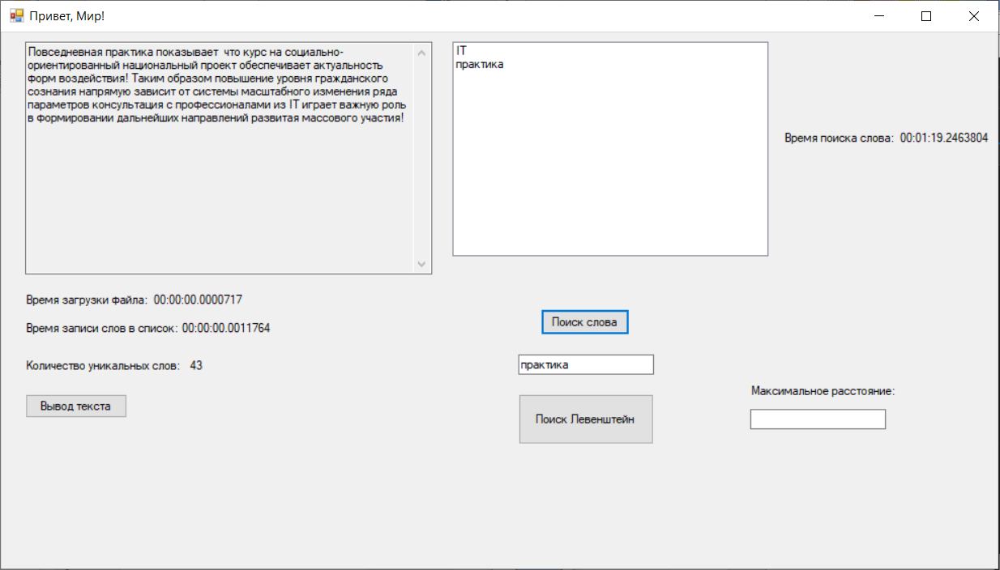 Привет, Мир!
Повседневная практика показывает  что курс на социально-
ориентированный национальный проект обеспечивает актуальность
форм воздействия! Таким образом повышение уровня гражданского
сознания напрямую зависит от системы масштабного изменения ряда
параметров консультация с профессионалами из IT играет важную роль
в формировании дальнейших направлений развитая массового участия!
IT
практика
Время поиска слова:  00:01:19.2463804
Время загрузки файла:  00:00:00.0000717
Время записи слов в список: 00:00:00.0011764
Количество уникальных слов:   43
Вывод текста
Поиск слова
практика
Поиск Левенштейн
Максимальное расстояние: